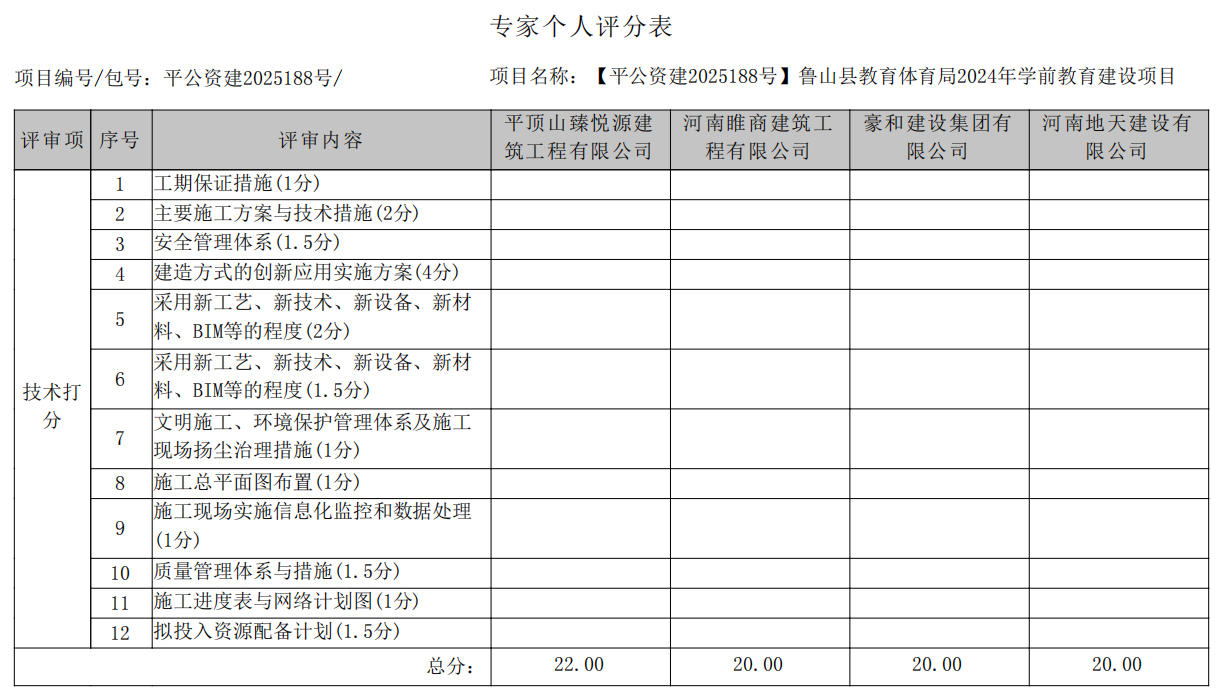 专家个人评分表
项目编号/包号：平公资建2025188号/
项目名称：【平公资建2025188号】鲁山县教育体育局2024年学前教育建设项目
评审项 序号 评审内容 平顶山臻悦源建 河南睢商建筑工 豪和建设集团有 河南地天建设有
筑工程有限公司 程有限公司 限公司 限公司
1 工期保证措施(1分)
2 主要施工方案与技术措施(2分)
3 安全管理体系(1.5分)
4 建造方式的创新应用实施方案(4分)
5 采用新工艺、新技术、新设备、新材
料、BIM等的程度(2分)
6 采用新工艺、新技术、新设备、新材
料、BIM等的程度(1.5分)
技术打
分
7 文明施工、环境保护管理体系及施工
现场扬尘治理措施(1分)
8 施工总平面图布置(1分)
9 施工现场实施信息化监控和数据处理
(1分)
10 质量管理体系与措施(1.5分)
11 施工进度表与网络计划图(1分)
12 拟投入资源配备计划(1.5分)
总分： 22.00 20.00 20.00 20.00